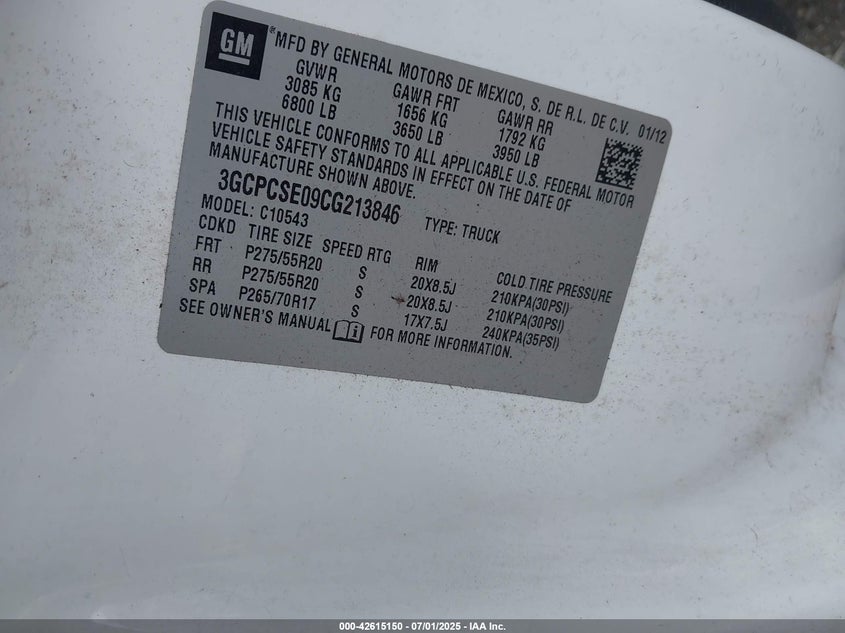 GM
® MFD BY GENERAL MOTORS DE MEXICO, S. DE R.L. DE C.V. 01/12
GVWR GAWR FRT GAWR RR
3085 KG 1656 KG 1792 KG
6800 LB 3650 LB 3950 LB
THIS VEHICLE CONFORMS TO ALL APPLICABLE U.S. FEDERAL MOTOR
VEHICLE SAFETY STANDARDS IN EFFECT ON THE DATE OF
MANUFACTURE SHOWN ABOVE.
3GCPCSE09CG213846 TYPE: TRUCK
MODEL: C10543
CDKD TIRE SIZE SPEED RTG RIM COLD TIRE PRESSURE
FRT P275/55R20 S 20X8.5J 210KPA(30PSI)
RR P275/55R20 S 20X8.5J 210KPA(30PSI)
SPA P265/70R17 S 17X7.5J 240KPA(35PSI)
SEE OWNER'S MANUAL FOR MORE INFORMATION.
000-42615150 - 07/01/2025 - IAA Inc.